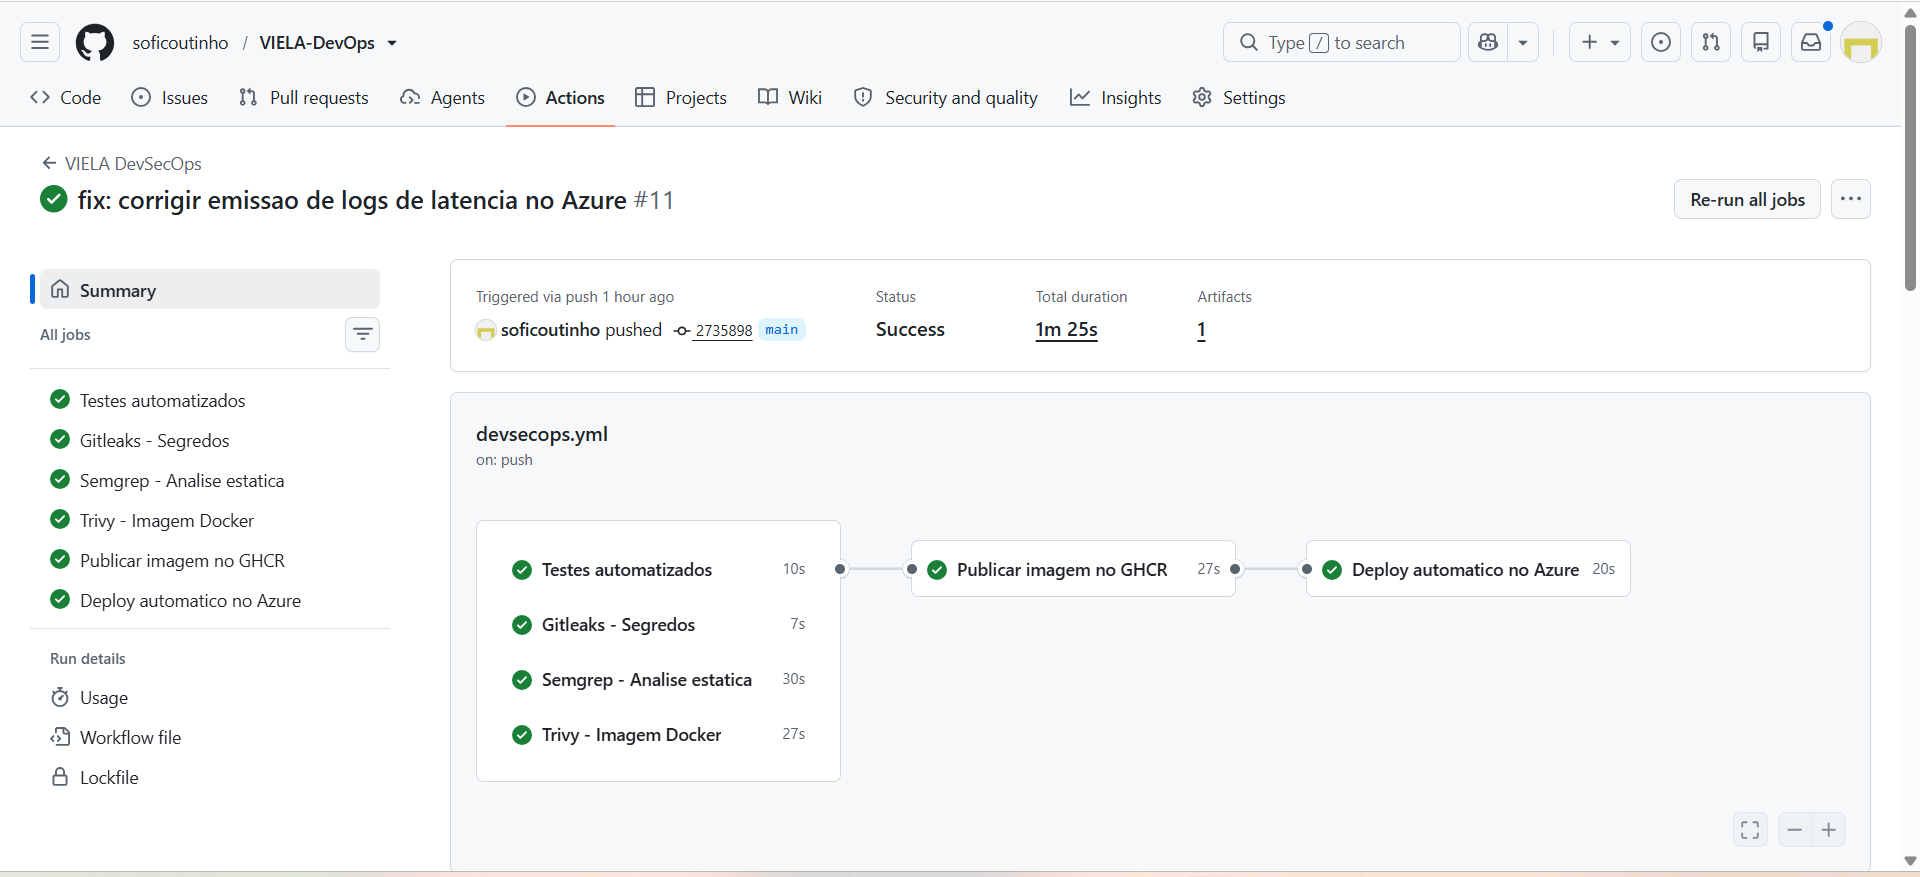 soficoutinho / VIELA-DevOps
Type / to search
Code
Issues
Pull requests
Agents
Actions
Projects
Wiki
Security and quality
Insights
Settings
VIELA DevSecOps
fix: corrigir emissao de logs de latencia no Azure #11
Re-run all jobs
Summary
All jobs
Testes automatizados
Gitleaks - Segredos
Semgrep - Analise estatica
Trivy - Imagem Docker
Publicar imagem no GHCR
Deploy automatico no Azure
Run details
Usage
Workflow file
Lockfile
Triggered via push 1 hour ago
soficoutinho pushed 2735898 main
Status
Success
Total duration
1m 25s
Artifacts
1
devsecops.yml
on: push
Testes automatizados 10s
Gitleaks - Segredos 7s
Semgrep - Analise estatica 30s
Trivy - Imagem Docker 27s
Publicar imagem no GHCR 27s
Deploy automatico no Azure 20s